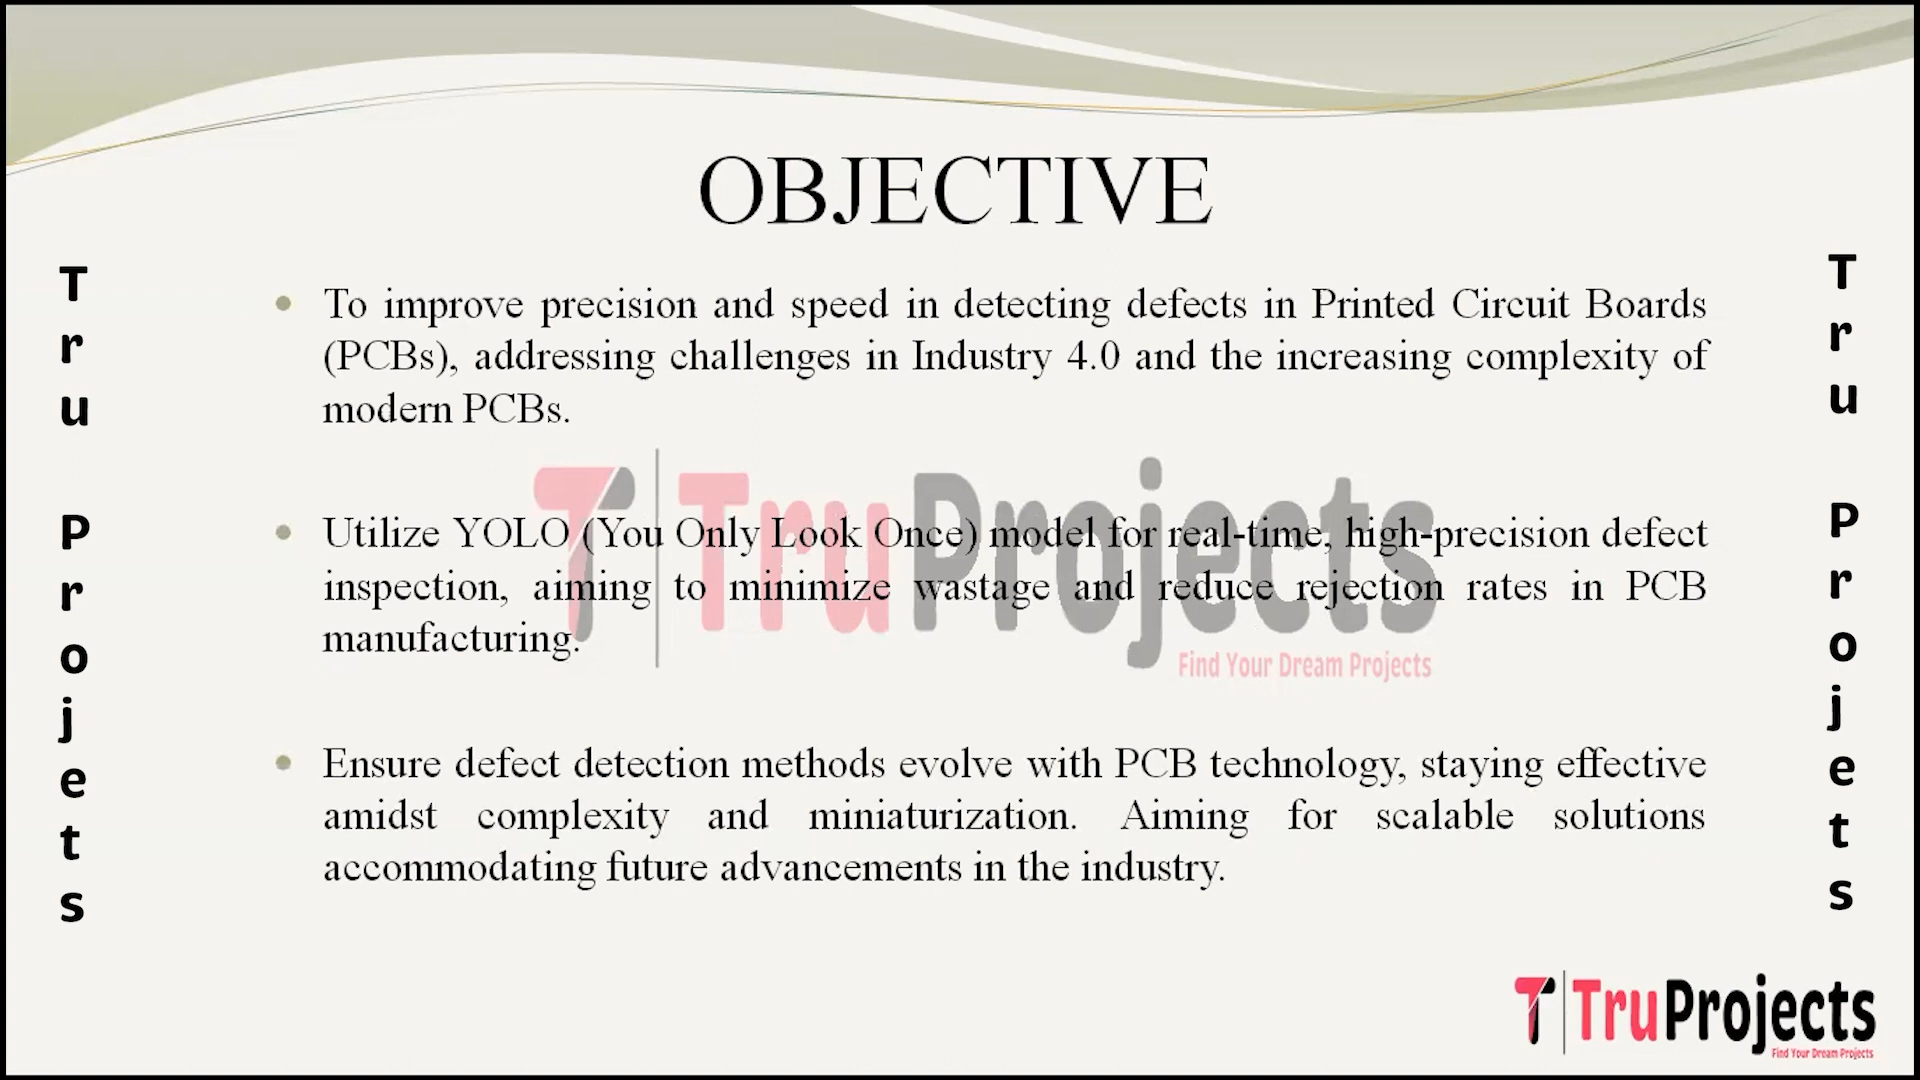 OBJECTIVE
To improve precision and speed in detecting defects in Printed Circuit Boards
(PCBs), addressing challenges in Industry 4.0 and the increasing complexity of
modern PCBs.
Utilize YOLO (You Only Look Once) model for real-time, high-precision defect
inspection, aiming to minimize wastage and reduce rejection rates in PCB
manufacturing.
Ensure defect detection methods evolve with PCB technology, staying effective
amidst complexity and miniaturization. Aiming for scalable solutions
accommodating future advancements in the industry.
Tru Projets
Tru Projets
TruProjects
Find Your Dream Projects
TruProjects
Find Your Dream Projects